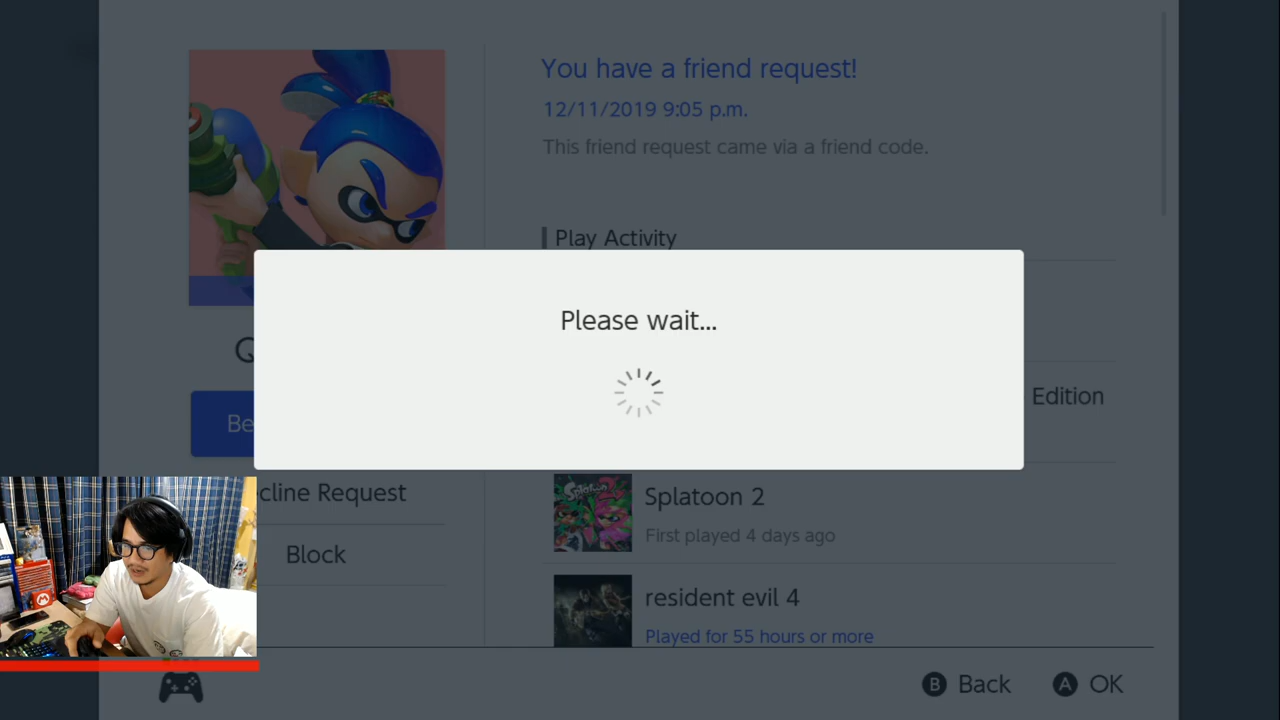 You have a friend request!
12/11/2019 9:05 p.m.
This friend request came via a friend code.
Play Activity
Please wait...
Edition
Splatoon 2
First played 4 days ago
resident evil 4
Played for 55 hours or more
Q
Be
cline Request
Block
B Back
A OK